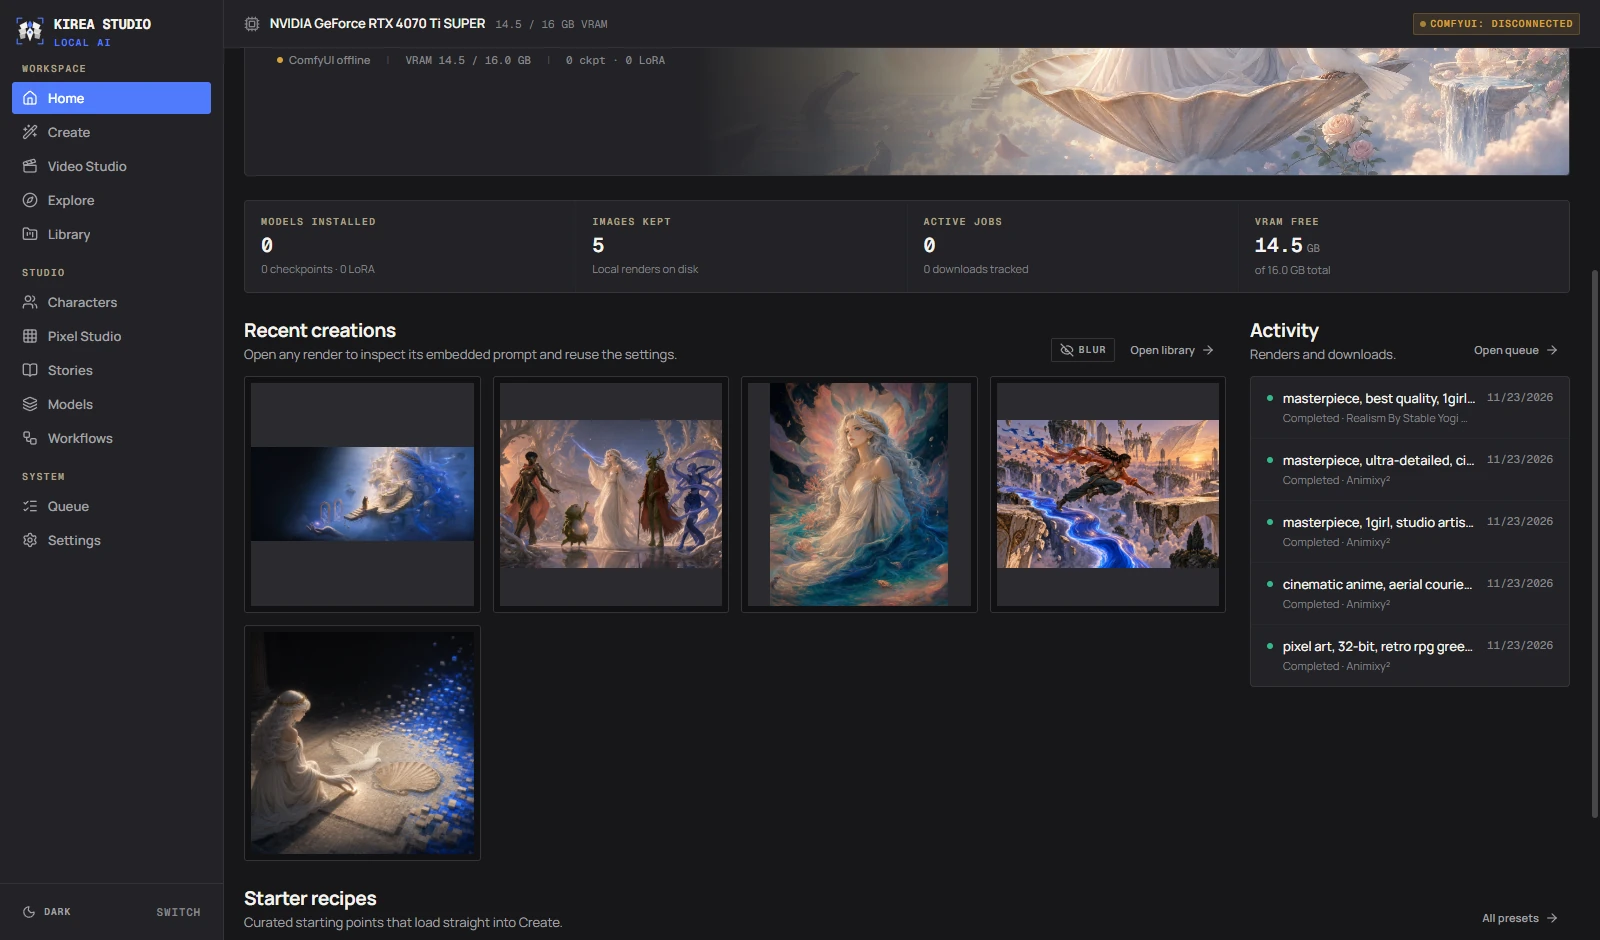 KIREA STUDIO
LOCAL AI
WORKSPACE
Home
Create
Video Studio
Explore
Library
STUDIO
Characters
Pixel Studio
Stories
Models
Workflows
SYSTEM
Queue
Settings
DARK
SWITCH
NVIDIA GeForce RTX 4070 Ti SUPER 14.5 / 16 GB VRAM
COMFYUI: DISCONNECTED
ComfyUI offline | VRAM 14.5 / 16.0 GB | 0 ckpt · 0 LoRA
MODELS INSTALLED
0
0 checkpoints · 0 LoRA
IMAGES KEPT
5
Local renders on disk
ACTIVE JOBS
0
0 downloads tracked
VRAM FREE
14.5 GB
of 16.0 GB total
Recent creations
Open any render to inspect its embedded prompt and reuse the settings.
BLUR
Open library
Activity
Renders and downloads.
Open queue
masterpiece, best quality, 1girl... 11/23/2026
Completed · Realism By Stable Yogi ...
masterpiece, ultra-detailed, ci... 11/23/2026
Completed · Animixy²
masterpiece, 1girl, studio artis... 11/23/2026
Completed · Animixy²
cinematic anime, aerial courie... 11/23/2026
Completed · Animixy²
pixel art, 32-bit, retro rpg gree... 11/23/2026
Completed · Animixy²
Starter recipes
Curated starting points that load straight into Create.
All presets